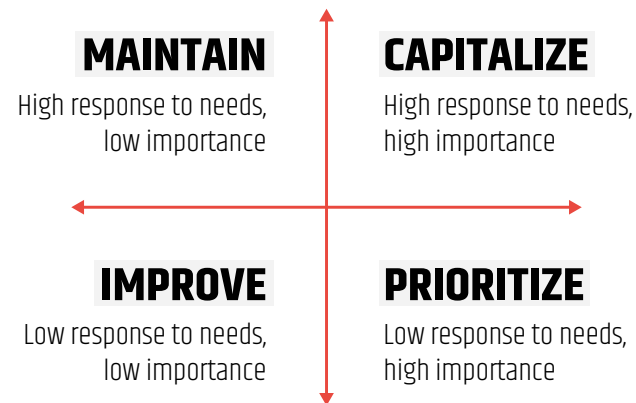 MAINTAIN
High response to needs,
low importance
CAPITALIZE
High response to needs,
high importance
IMPROVE
Low response to needs,
low importance
PRIORITIZE
Low response to needs,
high importance